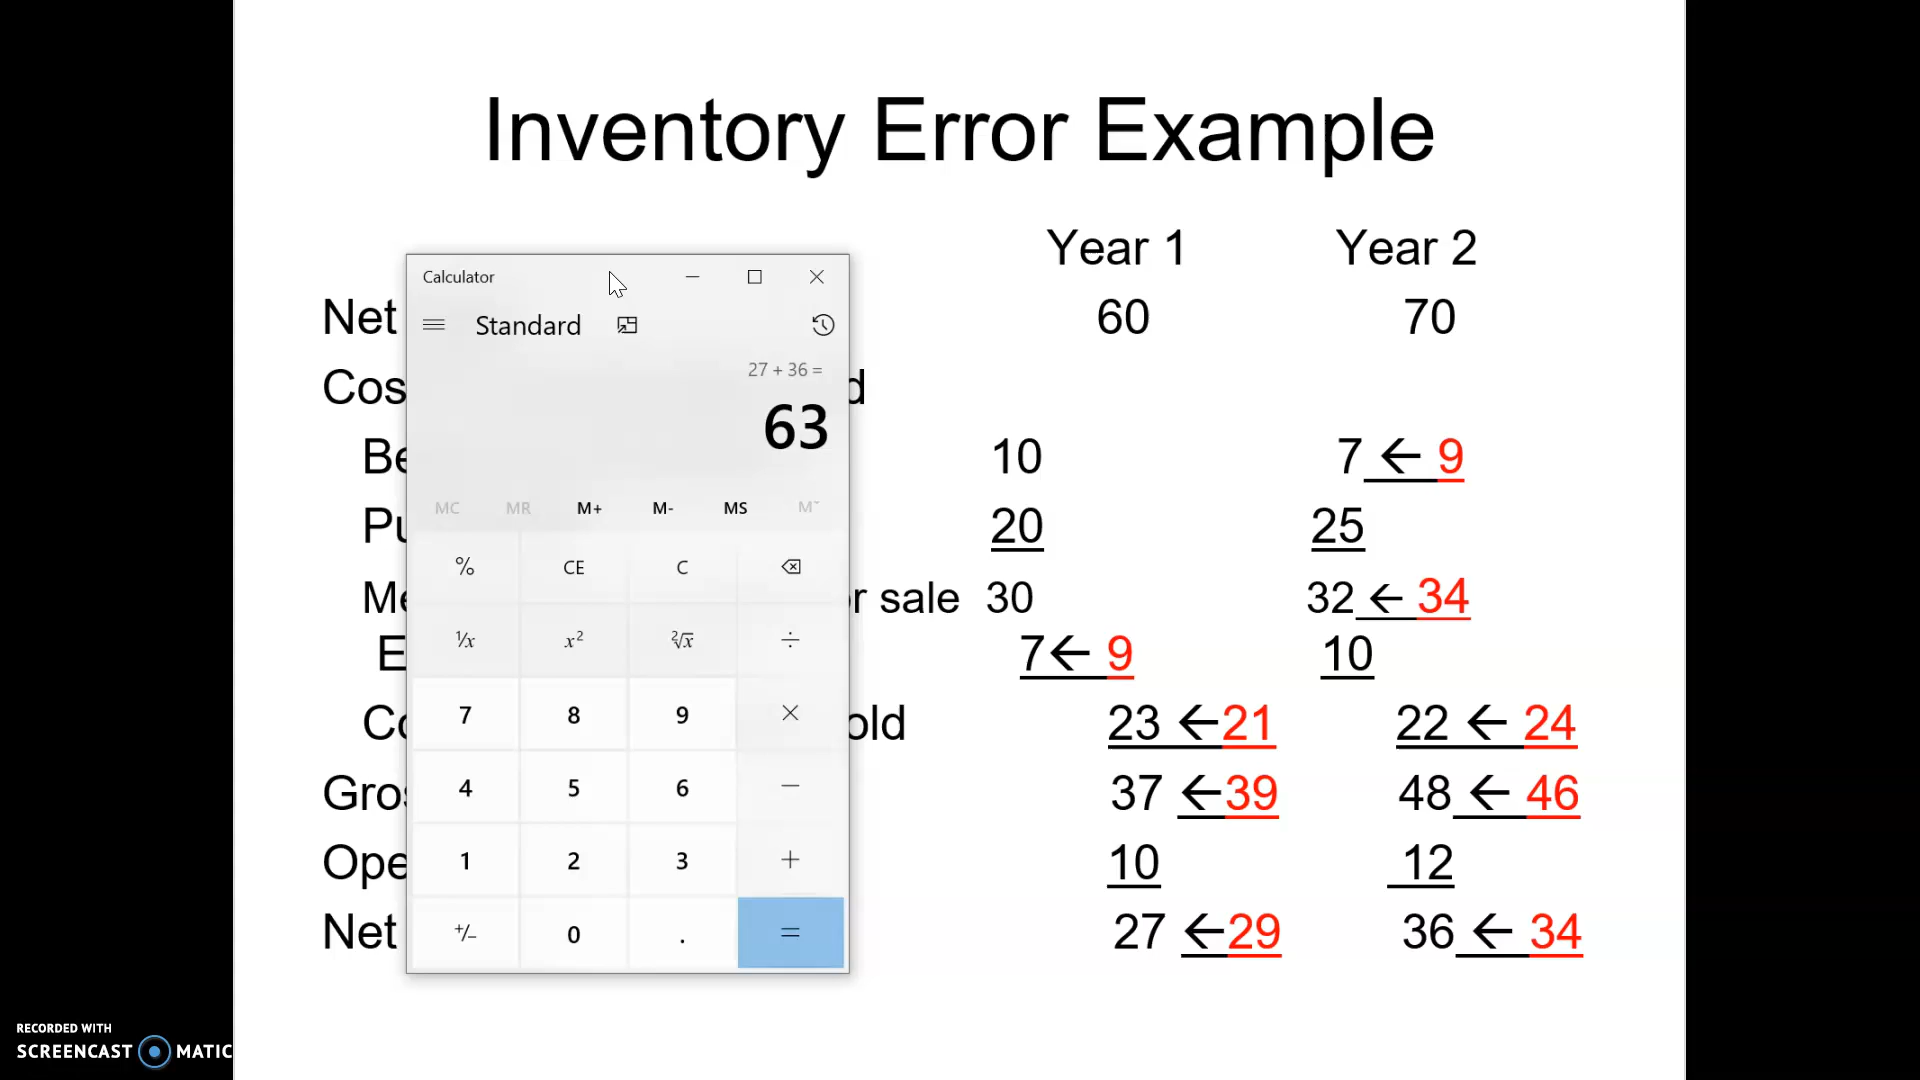 Inventory Error Example
Year 1 Year 2
Net 60 70
Cos d
Be 10 7 ← 9
Pu 20 25
Me r sale 30 32 ← 34
E 7← 9 10
Co old 23 ←21 22 ← 24
Gros 37 ←39 48 ← 46
Ope 10 12
Net 27 ←29 36 ← 34
Calculator
Standard
27 + 36 =
63
MC MR M+ M- MS M˅
% CE C
⅟x x² ²√x ÷
7 8 9 ×
4 5 6 −
1 2 3 +
+/− 0 . =
RECORDED WITH
SCREENCAST MATIC